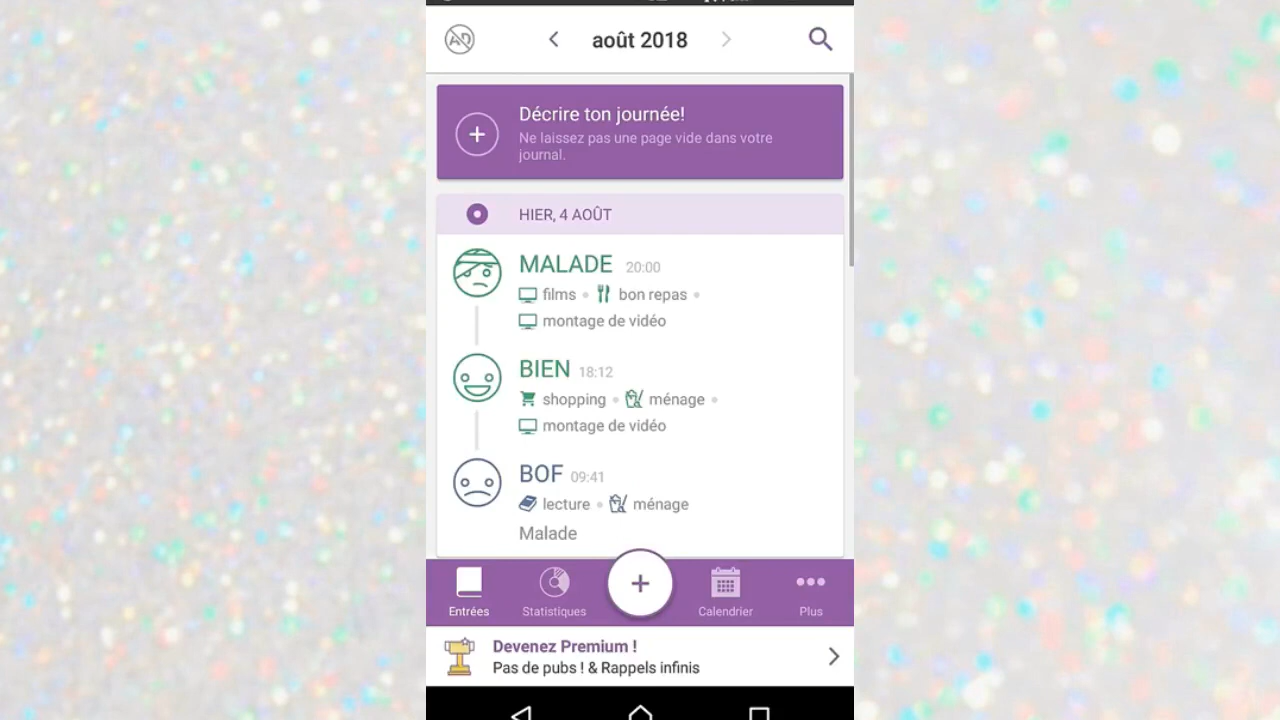 AD
août 2018
Décrire ton journée!
Ne laissez pas une page vide dans votre
journal.
HIER, 4 AOÛT
MALADE 20:00
films • bon repas •
montage de vidéo
BIEN 18:12
shopping • ménage •
montage de vidéo
BOF 09:41
lecture • ménage
Malade
Entrées Statistiques Calendrier Plus
Devenez Premium !
Pas de pubs ! & Rappels infinis